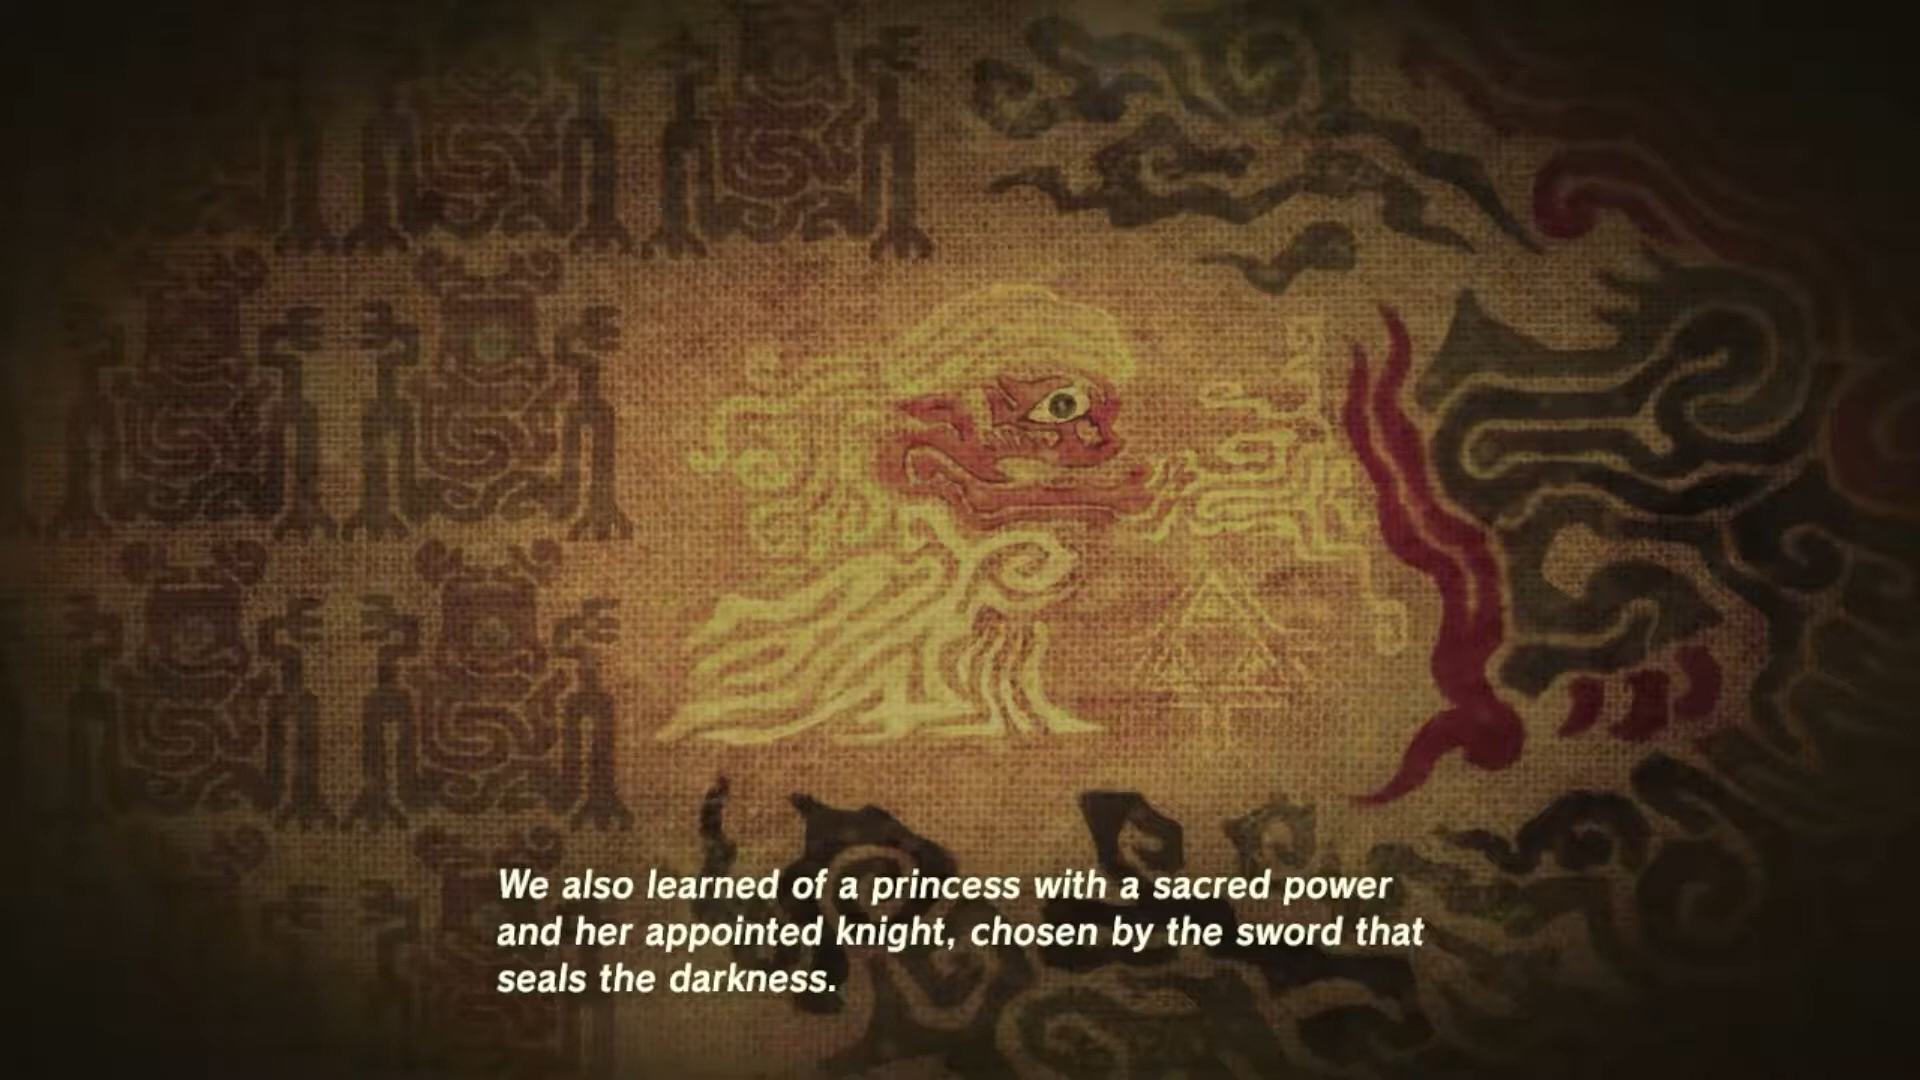 We also learned of a princess with a sacred power
and her appointed knight, chosen by the sword that
seals the darkness.